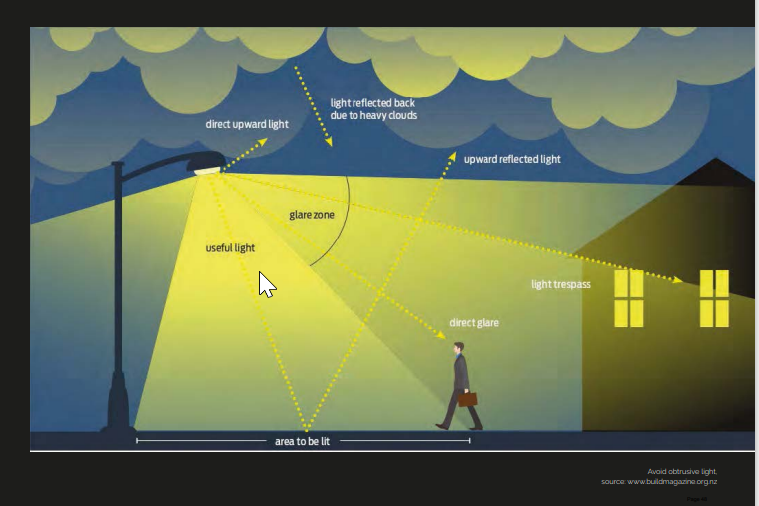 light reflected back
due to heavy clouds
direct upward light
upward reflected light
glare zone
useful light
light trespass
direct glare
area to be lit
Avoid obtrusive light,
source: www.buildmagazine.org.nz